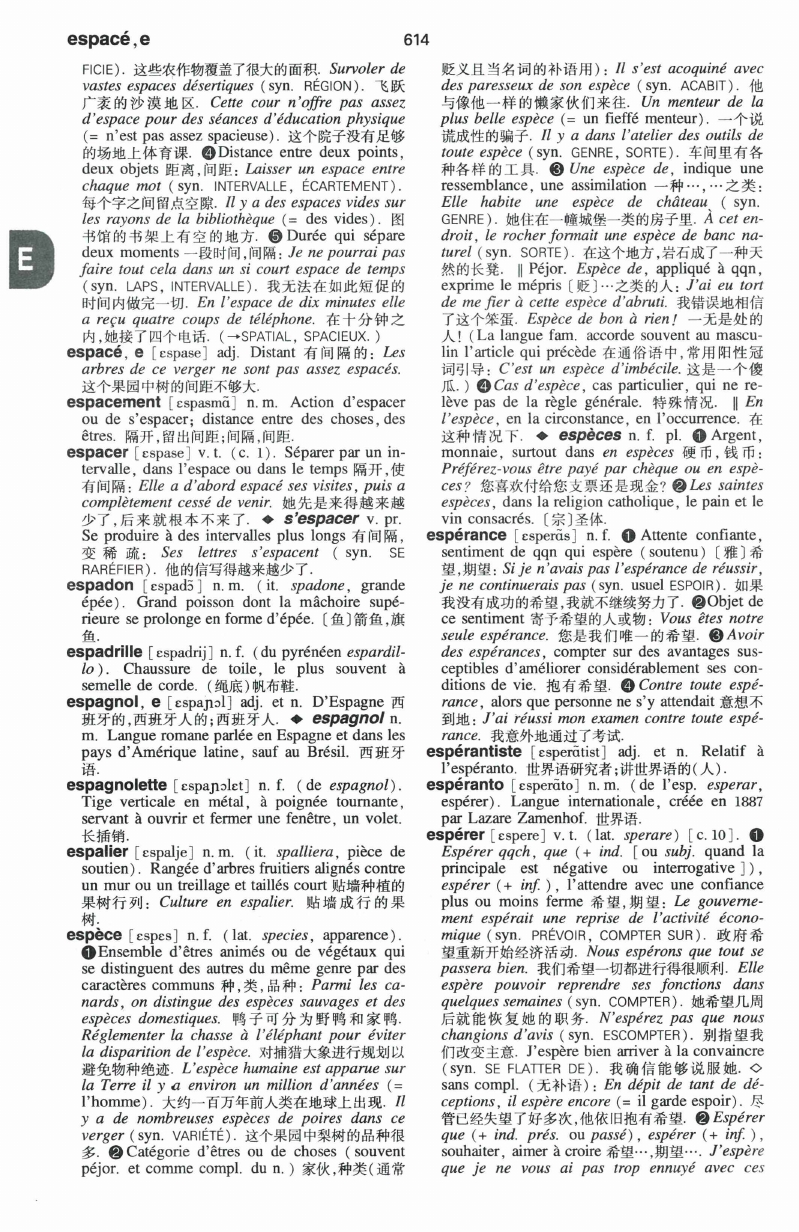 espacé, e
614
FICIE). 这些农作物覆盖了很大的面积. Survoler de
vastes espaces désertiques (syn. RÉGION). 飞跃
广袤的沙漠地区. Cette cour n'offre pas assez
d'espace pour des séances d'éducation physique
(= n'est pas assez spacieuse). 这个院子没有足够
的场地上体育课. ❹Distance entre deux points,
deux objets 距离,间距: Laisser un espace entre
chaque mot (syn. INTERVALLE, ÉCARTEMENT).
每个字之间留点空隙. Il y a des espaces vides sur
les rayons de la bibliothèque (= des vides). 图
书馆的书架上有空的地方. ❺ Durée qui sépare
deux moments 一段时间,间隔: Je ne pourrai pas
faire tout cela dans un si court espace de temps
(syn. LAPS, INTERVALLE). 我无法在如此短促的
时间内做完一切. En l'espace de dix minutes elle
a reçu quatre coups de téléphone. 在十分钟之
内,她接了四个电话. (→SPATIAL, SPACIEUX.)
espacé, e [ɛspase] adj. Distant 有间隔的: Les
arbres de ce verger ne sont pas assez espacés.
这个果园中树的间距不够大.
espacement [ɛspasmɑ̃] n. m. Action d'espacer
ou de s'espacer; distance entre des choses, des
êtres. 隔开,留出间距;间隔,间距.
espacer [ɛspase] v. t. (c. 1). Séparer par un in-
tervalle, dans l'espace ou dans le temps 隔开,使
有间隔: Elle a d'abord espacé ses visites, puis a
complètement cessé de venir. 她先是来得越来越
少了,后来就根本不来了. ◆ s'espacer v. pr.
Se produire à des intervalles plus longs 有间隔,
变稀疏: Ses lettres s'espacent (syn. SE
RARÉFIER). 他的信写得越来越少了.
espadon [ɛspadɔ̃] n. m. (it. spadone, grande
épée). Grand poisson dont la mâchoire supé-
rieure se prolonge en forme d'épée. 〔鱼〕箭鱼,旗
鱼.
espadrille [ɛspadrij] n. f. (du pyrénéen espardil-
lo). Chaussure de toile, le plus souvent à
semelle de corde. (绳底)帆布鞋.
espagnol, e [ɛspaɲɔl] adj. et n. D'Espagne 西
班牙的,西班牙人的;西班牙人. ◆ espagnol n.
m. Langue romane parlée en Espagne et dans les
pays d'Amérique latine, sauf au Brésil. 西班牙
语.
espagnolette [ɛspaɲɔlɛt] n. f. (de espagnol).
Tige verticale en métal, à poignée tournante,
servant à ouvrir et fermer une fenêtre, un volet.
长插销.
espalier [ɛspalje] n. m. (it. spalliera, pièce de
soutien). Rangée d'arbres fruitiers alignés contre
un mur ou un treillage et taillés court 贴墙种植的
果树行列: Culture en espalier. 贴墙成行的果
树.
espèce [ɛspɛs] n. f. (lat. species, apparence).
❶Ensemble d'êtres animés ou de végétaux qui
se distinguent des autres du même genre par des
caractères communs 种,类,品种: Parmi les ca-
nards, on distingue des espèces sauvages et des
espèces domestiques. 鸭子可分为野鸭和家鸭.
Réglementer la chasse à l'éléphant pour éviter
la disparition de l'espèce. 对捕猎大象进行规划以
避免物种绝迹. L'espèce humaine est apparue sur
la Terre il y a environ un million d'années (=
l'homme). 大约一百万年前人类在地球上出现. Il
y a de nombreuses espèces de poires dans ce
verger (syn. VARIÉTÉ). 这个果园中梨树的品种很
多. ❷Catégorie d'êtres ou de choses (souvent
péjor. et comme compl. du n.) 家伙,种类(通常
E
贬义且当名词的补语用): Il s'est acoquiné avec
des paresseux de son espèce (syn. ACABIT). 他
与像他一样的懒家伙们来往. Un menteur de la
plus belle espèce (= un fieffé menteur). 一个说
谎成性的骗子. Il y a dans l'atelier des outils de
toute espèce (syn. GENRE, SORTE). 车间里有各
种各样的工具. ❸ Une espèce de, indique une
ressemblance, une assimilation 一种…,…之类:
Elle habite une espèce de château (syn.
GENRE). 她住在一幢城堡一类的房子里. À cet en-
droit, le rocher formait une espèce de banc na-
turel (syn. SORTE). 在这个地方,岩石成了一种天
然的长凳. ‖ Péjor. Espèce de, appliqué à qqn,
exprime le mépris〔贬〕…之类的人: J'ai eu tort
de me fier à cette espèce d'abruti. 我错误地相信
了这个笨蛋. Espèce de bon à rien! 一无是处的
人! (La langue fam. accorde souvent au mascu-
lin l'article qui précède 在通俗语中,常用阳性冠
词引导: C'est un espèce d'imbécile. 这是一个傻
瓜.) ❹Cas d'espèce, cas particulier, qui ne re-
lève pas de la règle générale. 特殊情况. ‖ En
l'espèce, en la circonstance, en l'occurrence. 在
这种情况下. ◆ espèces n. f. pl. ❶ Argent,
monnaie, surtout dans en espèces 硬币,钱币:
Préférez-vous être payé par chèque ou en espè-
ces? 您喜欢付给您支票还是现金? ❷Les saintes
espèces, dans la religion catholique, le pain et le
vin consacrés. 〔宗〕圣体.
espérance [ɛsperɑ̃s] n. f. ❶ Attente confiante,
sentiment de qqn qui espère (soutenu)〔雅〕希
望,期望: Si je n'avais pas l'espérance de réussir,
je ne continuerais pas (syn. usuel ESPOIR). 如果
我没有成功的希望,我就不继续努力了. ❷Objet de
ce sentiment 寄予希望的人或物: Vous êtes notre
seule espérance. 您是我们唯一的希望. ❸Avoir
des espérances, compter sur des avantages sus-
ceptibles d'améliorer considérablement ses con-
ditions de vie. 抱有希望. ❹ Contre toute espé-
rance, alors que personne ne s'y attendait 意想不
到地: J'ai réussi mon examen contre toute espé-
rance. 我意外地通过了考试.
espérantiste [ɛsperɑ̃tist] adj. et n. Relatif à
l'espéranto. 世界语研究者;讲世界语的(人).
espéranto [ɛsperɑ̃to] n. m. (de l'esp. esperar,
espérer). Langue internationale, créée en 1887
par Lazare Zamenhof. 世界语.
espérer [ɛspere] v. t. (lat. sperare) [c. 10]. ❶
Espérer qqch, que (+ ind. [ou subj. quand la
principale est négative ou interrogative]),
espérer (+ inf.), l'attendre avec une confiance
plus ou moins ferme 希望,期望: Le gouverne-
ment espérait une reprise de l'activité écono-
mique (syn. PRÉVOIR, COMPTER SUR). 政府希
望重新开始经济活动. Nous espérons que tout se
passera bien. 我们希望一切都进行得很顺利. Elle
espère pouvoir reprendre ses fonctions dans
quelques semaines (syn. COMPTER). 她希望几周
后就能恢复她的职务. N'espérez pas que nous
changions d'avis (syn. ESCOMPTER). 别指望我
们改变主意. J'espère bien arriver à la convaincre
(syn. SE FLATTER DE). 我确信能够说服她. ◇
sans compl. (无补语): En dépit de tant de dé-
ceptions, il espère encore (= il garde espoir). 尽
管已经失望了好多次,他依旧抱有希望. ❷Espérer
que (+ ind. prés. ou passé), espérer (+ inf.),
souhaiter, aimer à croire 希望…,期望…. J'espère
que je ne vous ai pas trop ennuyé avec ces